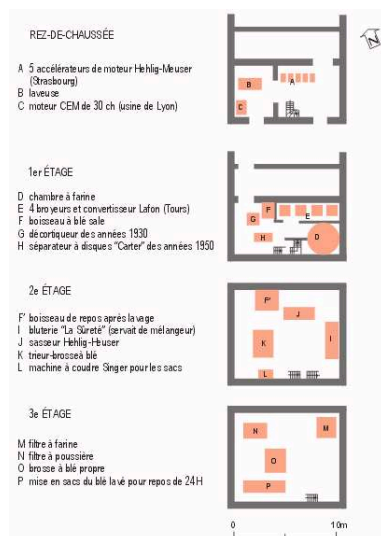 REZ-DE-CHAUSSÉE
A 5 accélérateurs de moteur Hehlig-Meuser
(Strasbourg)
B laveuse
C moteur CEM de 30 ch (usine de Lyon)
B
A
C
N
1er ÉTAGE
D chambre à farine
E 4 broyeurs et convertisseur Lafon (Tours)
F boisseau à blé sale
G décortiqueur des années 1930
H séparateur à disques "Carter" des années 1950
F
G
E
H
D
2e ÉTAGE
F' boisseau de repos après lavage
I bluterie "La Sûreté" (servait de mélangeur)
J sasseur Hehlig-Heuser
K trieur-brosse à blé
L machine à coudre Singer pour les sacs
F'
J
K
I
L
3e ÉTAGE
M filtre à farine
N filtre à poussière
O brosse à blé propre
P mise en sacs du blé lavé pour repos de 24H
N
M
O
P
0 10m